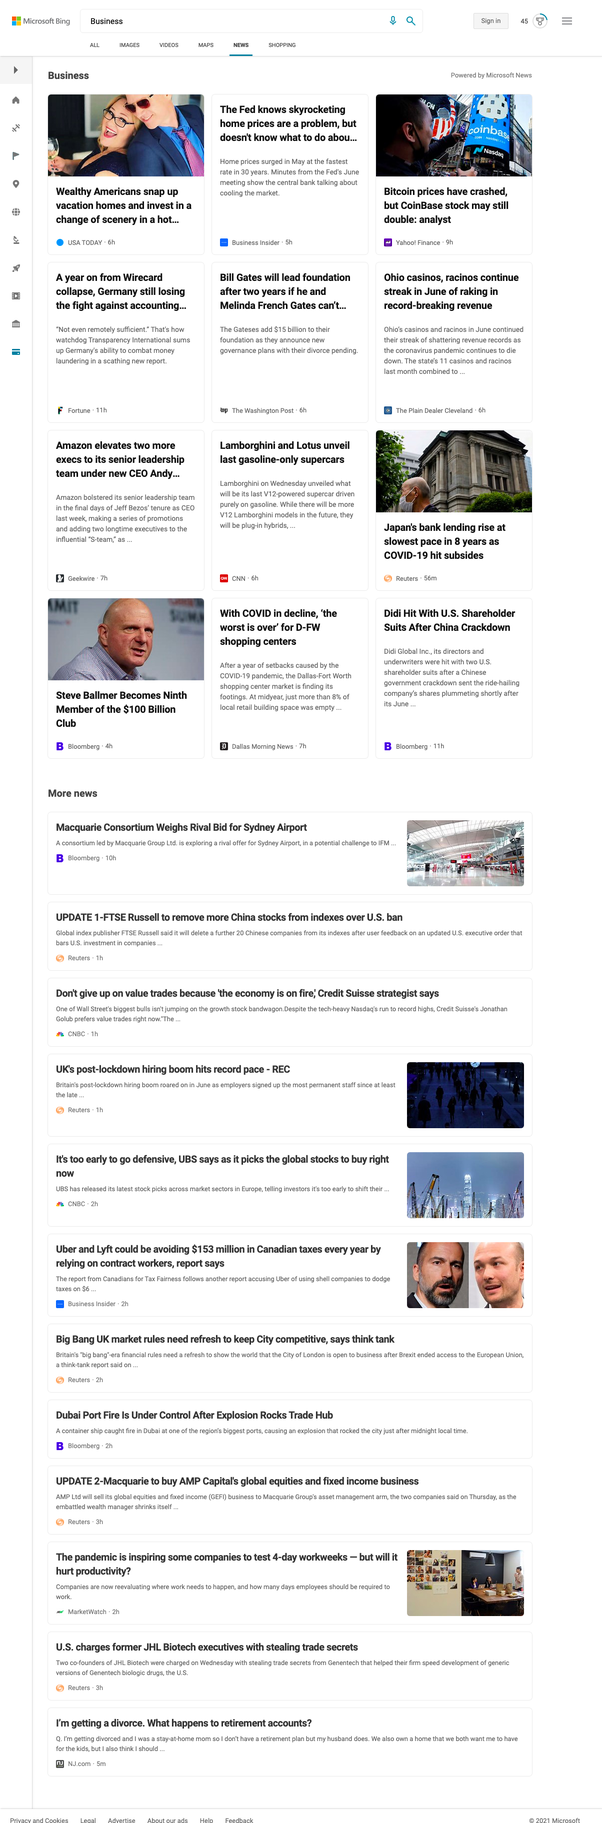 Microsoft Bing
Business
Sign in
45
ALL
IMAGES
VIDEOS
MAPS
NEWS
SHOPPING
Business
Powered by Microsoft News
Wealthy Americans snap up
vacation homes and invest in a
change of scenery in a hot...
USA TODAY · 6h
The Fed knows skyrocketing
home prices are a problem, but
doesn't know what to do abou...
Home prices surged in May at the fastest
rate in 30 years. Minutes from the Fed's June
meeting show the central bank talking about
cooling the market.
Business Insider · 5h
coinbase
Nasdaq
Bitcoin prices have crashed,
but CoinBase stock may still
double: analyst
Yahoo! Finance · 9h
A year on from Wirecard
collapse, Germany still losing
the fight against accounting...
"Not even remotely sufficient." That's how
watchdog Transparency International sums
up Germany's ability to combat money
laundering in a scathing new report.
Fortune · 11h
Bill Gates will lead foundation
after two years if he and
Melinda French Gates can't...
The Gateses add $15 billion to their
foundation as they announce new
governance plans with their divorce pending.
The Washington Post · 6h
Ohio casinos, racinos continue
streak in June of raking in
record-breaking revenue
Ohio's casinos and racinos in June continued
their streak of shattering revenue records as
the coronavirus pandemic continues to die
down. The state's 11 casinos and racinos
last month combined to ...
The Plain Dealer Cleveland · 6h
Amazon elevates two more
execs to its senior leadership
team under new CEO Andy...
Amazon bolstered its senior leadership team
in the final days of Jeff Bezos' tenure as CEO
last week, making a series of promotions
and adding two longtime executives to the
influential "S-team," as ...
Geekwire · 7h
Lamborghini and Lotus unveil
last gasoline-only supercars
Lamborghini on Wednesday unveiled what
will be its last V12-powered supercar driven
purely on gasoline. While there will be more
V12 Lamborghini models in the future, they
will be plug-in hybrids, ...
CNN · 6h
Japan's bank lending rise at
slowest pace in 8 years as
COVID-19 hit subsides
Reuters · 56m
Steve Ballmer Becomes Ninth
Member of the $100 Billion
Club
Bloomberg · 4h
With COVID in decline, 'the
worst is over' for D-FW
shopping centers
After a year of setbacks caused by the
COVID-19 pandemic, the Dallas-Fort Worth
shopping center market is finding its
footings. At midyear, just more than 8% of
local retail building space was empty ...
Dallas Morning News · 7h
Didi Hit With U.S. Shareholder
Suits After China Crackdown
Didi Global Inc., its directors and
underwriters were hit with two U.S.
shareholder suits after a Chinese
government crackdown sent the ride-hailing
company's shares plummeting shortly after
its June ...
Bloomberg · 11h
More news
Macquarie Consortium Weighs Rival Bid for Sydney Airport
A consortium led by Macquarie Group Ltd. is exploring a rival offer for Sydney Airport, in a potential challenge to IFM ...
Bloomberg · 10h
UPDATE 1-FTSE Russell to remove more China stocks from indexes over U.S. ban
Global index publisher FTSE Russell said it will delete a further 20 Chinese companies from its indexes after user feedback on an updated U.S. executive order that
bars U.S. investment in companies ...
Reuters · 1h
Don't give up on value trades because 'the economy is on fire,' Credit Suisse strategist says
One of Wall Street's biggest bulls isn't jumping on the growth stock bandwagon.Despite the tech-heavy Nasdaq's run to record highs, Credit Suisse's Jonathan
Golub prefers value trades right now."The ...
CNBC · 1h
UK's post-lockdown hiring boom hits record pace - REC
Britain's post-lockdown hiring boom roared on in June as employers signed up the most permanent staff since at least
the late ...
Reuters · 1h
It's too early to go defensive, UBS says as it picks the global stocks to buy right
now
UBS has released its latest stock picks across market sectors in Europe, telling investors it's too early to shift their ...
CNBC · 2h
Uber and Lyft could be avoiding $153 million in Canadian taxes every year by
relying on contract workers, report says
The report from Canadians for Tax Fairness follows another report accusing Uber of using shell companies to dodge
taxes on $6 ...
Business Insider · 2h
Big Bang UK market rules need refresh to keep City competitive, says think tank
Britain's "big bang"-era financial rules need a refresh to show the world that the City of London is open to business after Brexit ended access to the European Union,
a think-tank report said on ...
Reuters · 2h
Dubai Port Fire Is Under Control After Explosion Rocks Trade Hub
A container ship caught fire in Dubai at one of the region's biggest ports, causing an explosion that rocked the city just after midnight local time.
Bloomberg · 2h
UPDATE 2-Macquarie to buy AMP Capital's global equities and fixed income business
AMP Ltd will sell its global equities and fixed income (GEFI) business to Macquarie Group's asset management arm, the two companies said on Thursday, as the
embattled wealth manager shrinks itself ...
Reuters · 3h
The pandemic is inspiring some companies to test 4-day workweeks — but will it
hurt productivity?
Companies are now reevaluating where work needs to happen, and how many days employees should be required to
work.
MarketWatch · 2h
U.S. charges former JHL Biotech executives with stealing trade secrets
Two co-founders of JHL Biotech were charged on Wednesday with stealing trade secrets from Genentech that helped their firm speed development of generic
versions of Genentech biologic drugs, the U.S.
Reuters · 3h
I'm getting a divorce. What happens to retirement accounts?
Q. I'm getting divorced and I was a stay-at-home mom so I don't have a retirement plan but my husband does. We also own a home that we both want me to have
for the kids, but I also think I should ...
NJ.com · 5m
Privacy and Cookies
Legal
Advertise
About our ads
Help
Feedback
© 2021 Microsoft